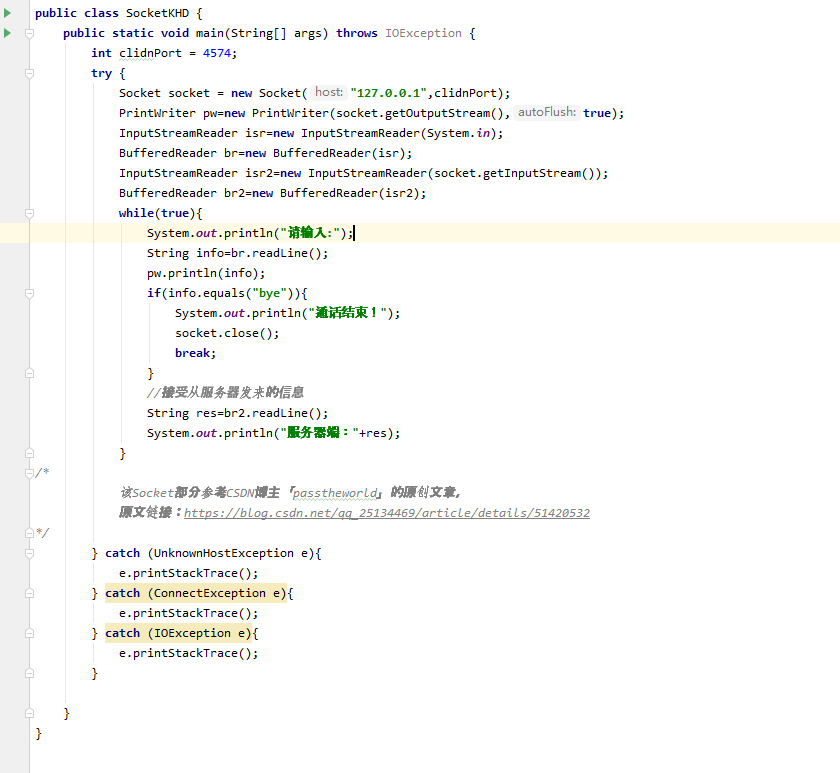 public class SocketKHD {
public static void main(String[] args) throws IOException {
int clidnPort = 4574;
try {
Socket socket = new Socket( host: "127.0.0.1",clidnPort);
PrintWriter pw=new PrintWriter(socket.getOutputStream(), autoFlush: true);
InputStreamReader isr=new InputStreamReader(System.in);
BufferedReader br=new BufferedReader(isr);
InputStreamReader isr2=new InputStreamReader(socket.getInputStream());
BufferedReader br2=new BufferedReader(isr2);
while(true){
System.out.println("请输入:");
String info=br.readLine();
pw.println(info);
if(info.equals("bye")){
System.out.println("通话结束！");
socket.close();
break;
}
//接受从服务器发来的信息
String res=br2.readLine();
System.out.println("服务器端："+res);
}
/*
该Socket部分参考CSDN博主「passtheworld」的原创文章，
原文链接：https://blog.csdn.net/qq_25134469/article/details/51420532
*/
} catch (UnknownHostException e){
e.printStackTrace();
} catch (ConnectException e){
e.printStackTrace();
} catch (IOException e){
e.printStackTrace();
}
}
}